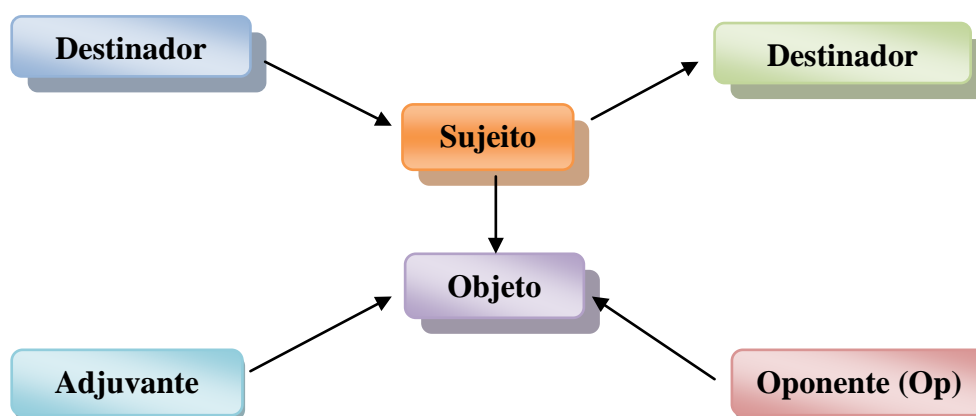 Destinador
Destinador
Sujeito
Objeto
Adjuvante
Oponente (Op)